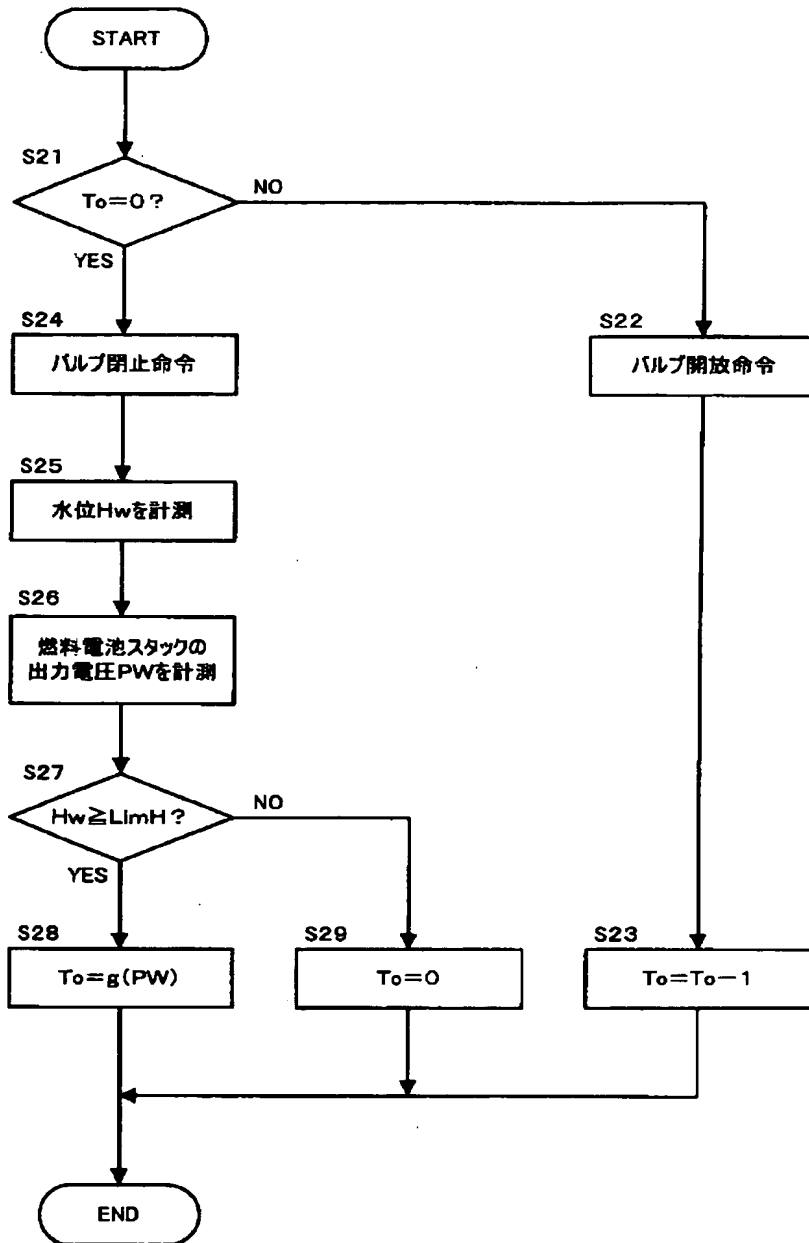 START
S21
To=0?
NO
YES
S24
バルブ閉止命令
S22
バルブ開放命令
S25
水位Hwを計測
S26
燃料電池スタックの
出力電圧PWを計測
S27
Hw≧LimH?
NO
YES
S28
To=g(PW)
S29
To=0
S23
To=To−1
END